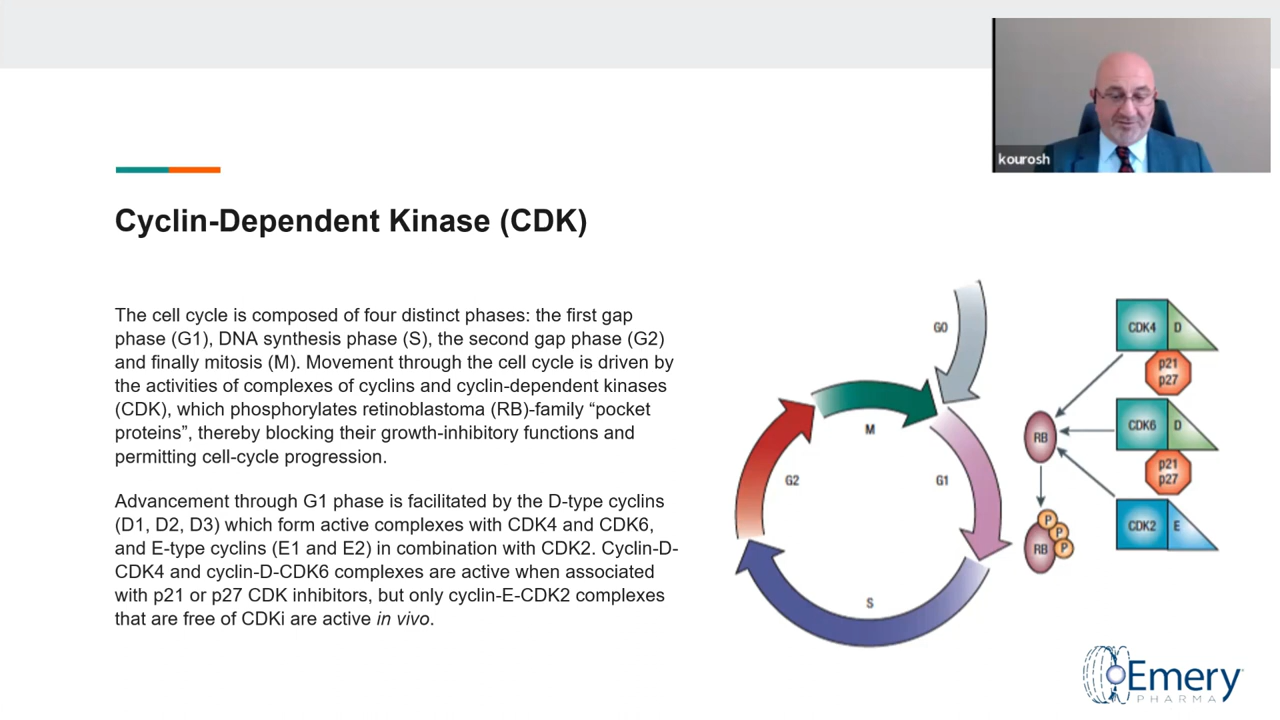 kourosh
Cyclin-Dependent Kinase (CDK)
The cell cycle is composed of four distinct phases: the first gap
phase (G1), DNA synthesis phase (S), the second gap phase (G2)
and finally mitosis (M). Movement through the cell cycle is driven by
the activities of complexes of cyclins and cyclin-dependent kinases
(CDK), which phosphorylates retinoblastoma (RB)-family “pocket
proteins”, thereby blocking their growth-inhibitory functions and
permitting cell-cycle progression.
Advancement through G1 phase is facilitated by the D-type cyclins
(D1, D2, D3) which form active complexes with CDK4 and CDK6,
and E-type cyclins (E1 and E2) in combination with CDK2. Cyclin-D-
CDK4 and cyclin-D-CDK6 complexes are active when associated
with p21 or p27 CDK inhibitors, but only cyclin-E-CDK2 complexes
that are free of CDKi are active in vivo.
G0
M
G2
G1
S
CDK4 D
p21
p27
RB
CDK6 D
p21
p27
CDK2 E
P
P
RB P
Emery
PHARMA